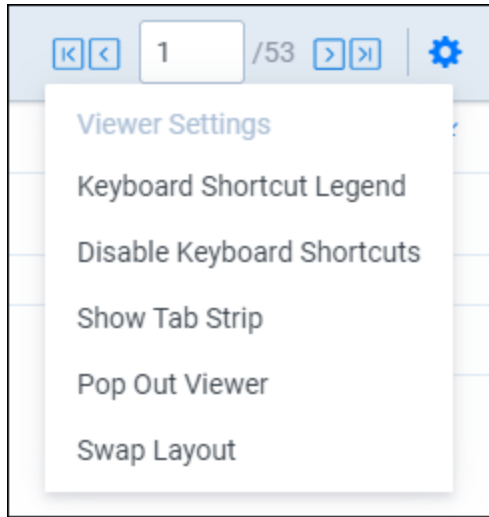 1 /53
Viewer Settings
Keyboard Shortcut Legend
Disable Keyboard Shortcuts
Show Tab Strip
Pop Out Viewer
Swap Layout